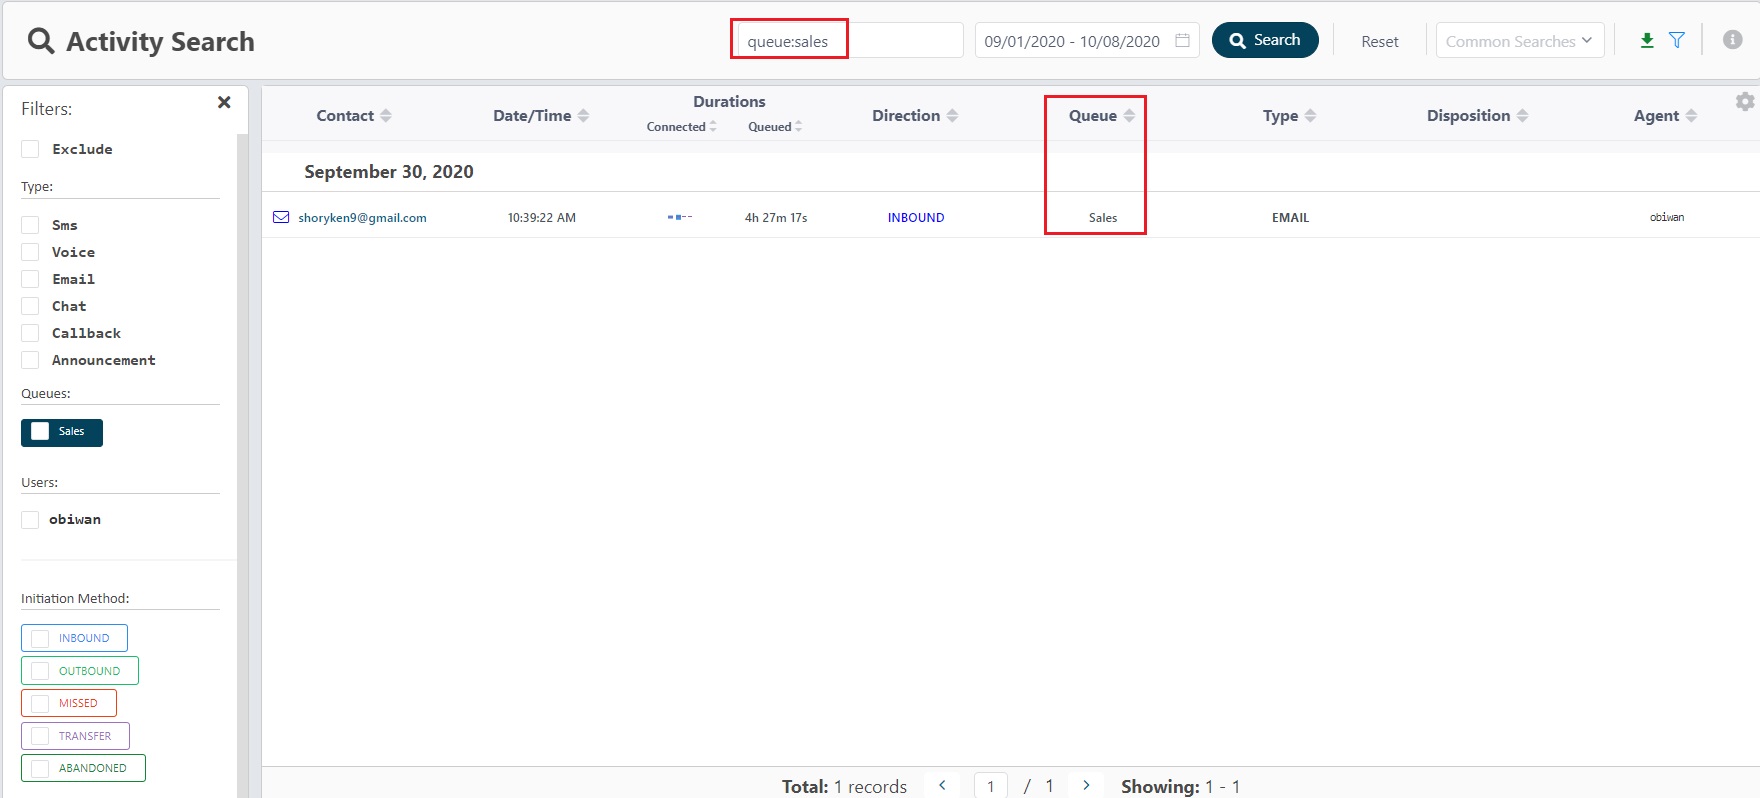 Activity Search
queue:sales
09/01/2020 - 10/08/2020
Search
Reset
Common Searches
Filters:
Exclude
Type:
Sms
Voice
Email
Chat
Callback
Announcement
Queues:
Sales
Users:
obiwan
Initiation Method:
INBOUND
OUTBOUND
MISSED
TRANSFER
ABANDONED
Contact Date/Time Durations Direction Queue Type Disposition Agent
Connected Queued
September 30, 2020
shoryken9@gmail.com 10:39:22 AM 4h 27m 17s INBOUND Sales EMAIL obiwan
Total: 1 records 1 / 1 Showing: 1 - 1